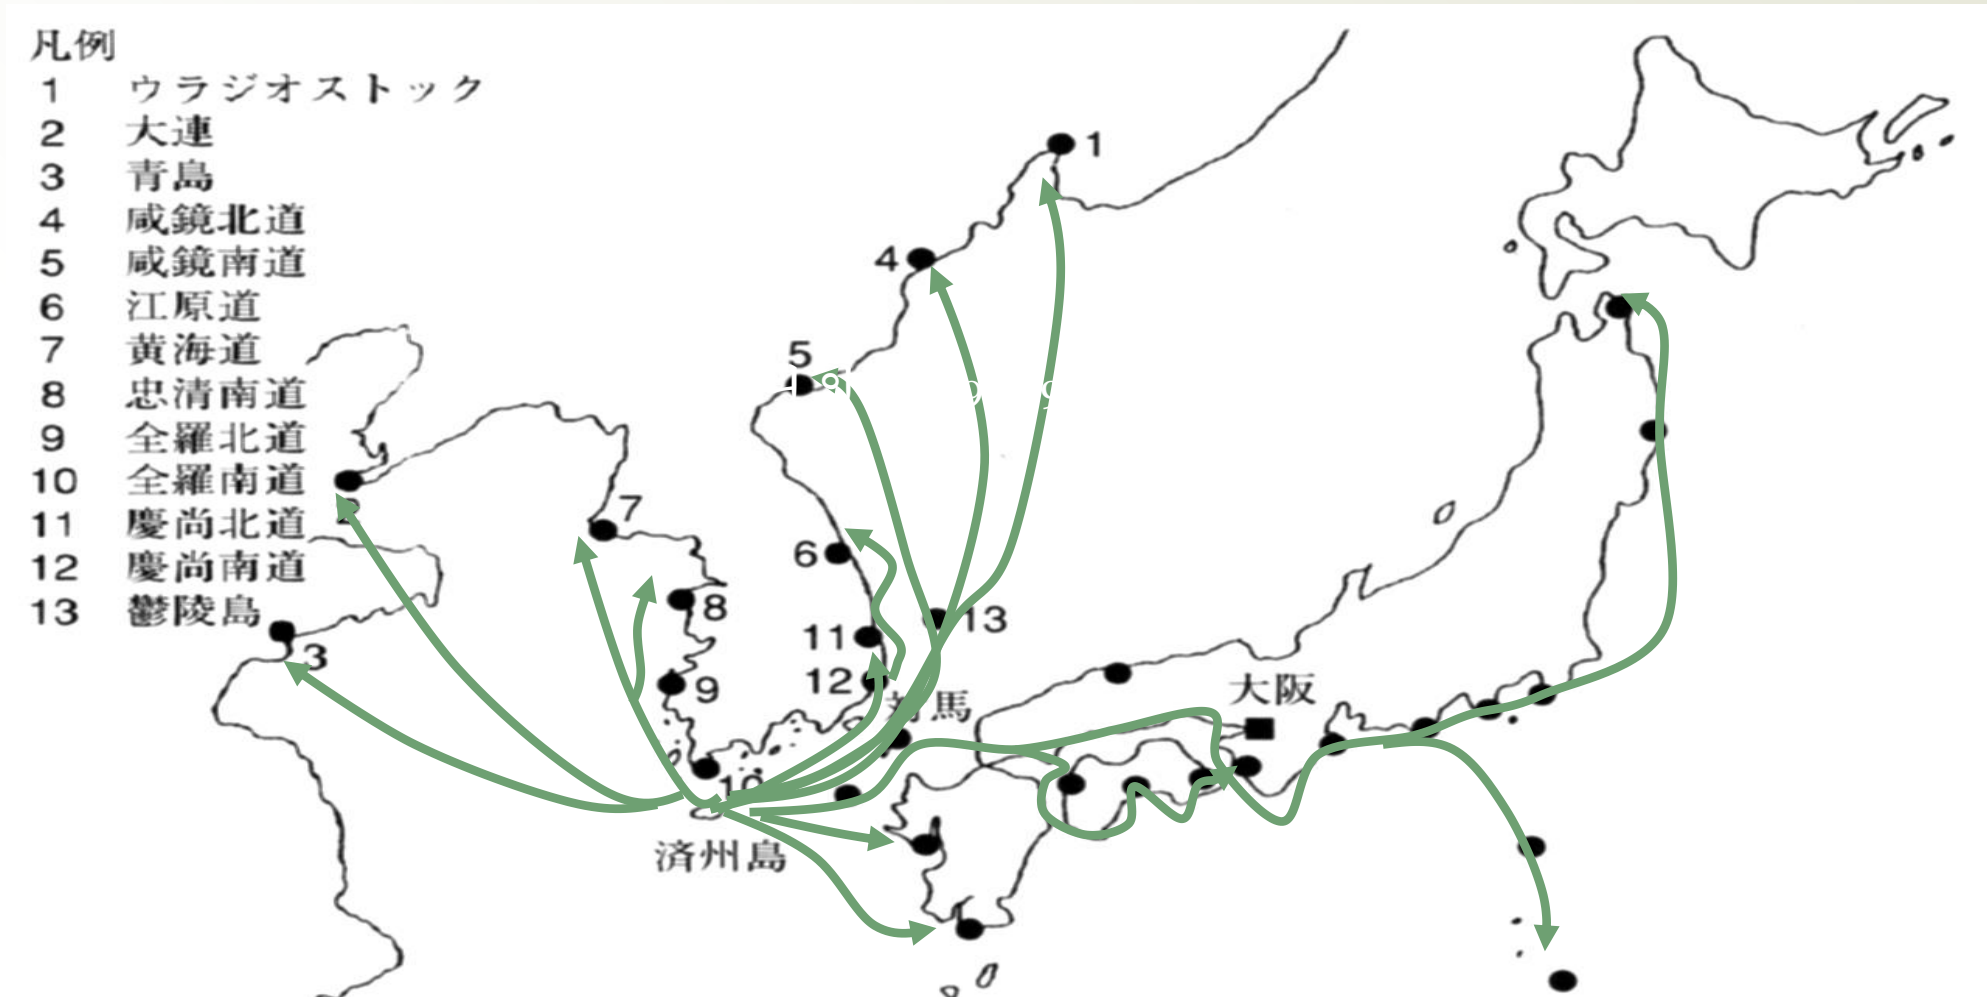 凡例
1 ウラジオストック
2 大連
3 青島
4 咸鏡北道
5 咸鏡南道
6 江原道
7 黄海道
8 忠清南道
9 全羅北道
10 全羅南道
11 慶尚北道
12 慶尚南道
13 鬱陵島
1
4
5
7
6
8
13
11
3
9
12
対馬
大阪
10
済州島